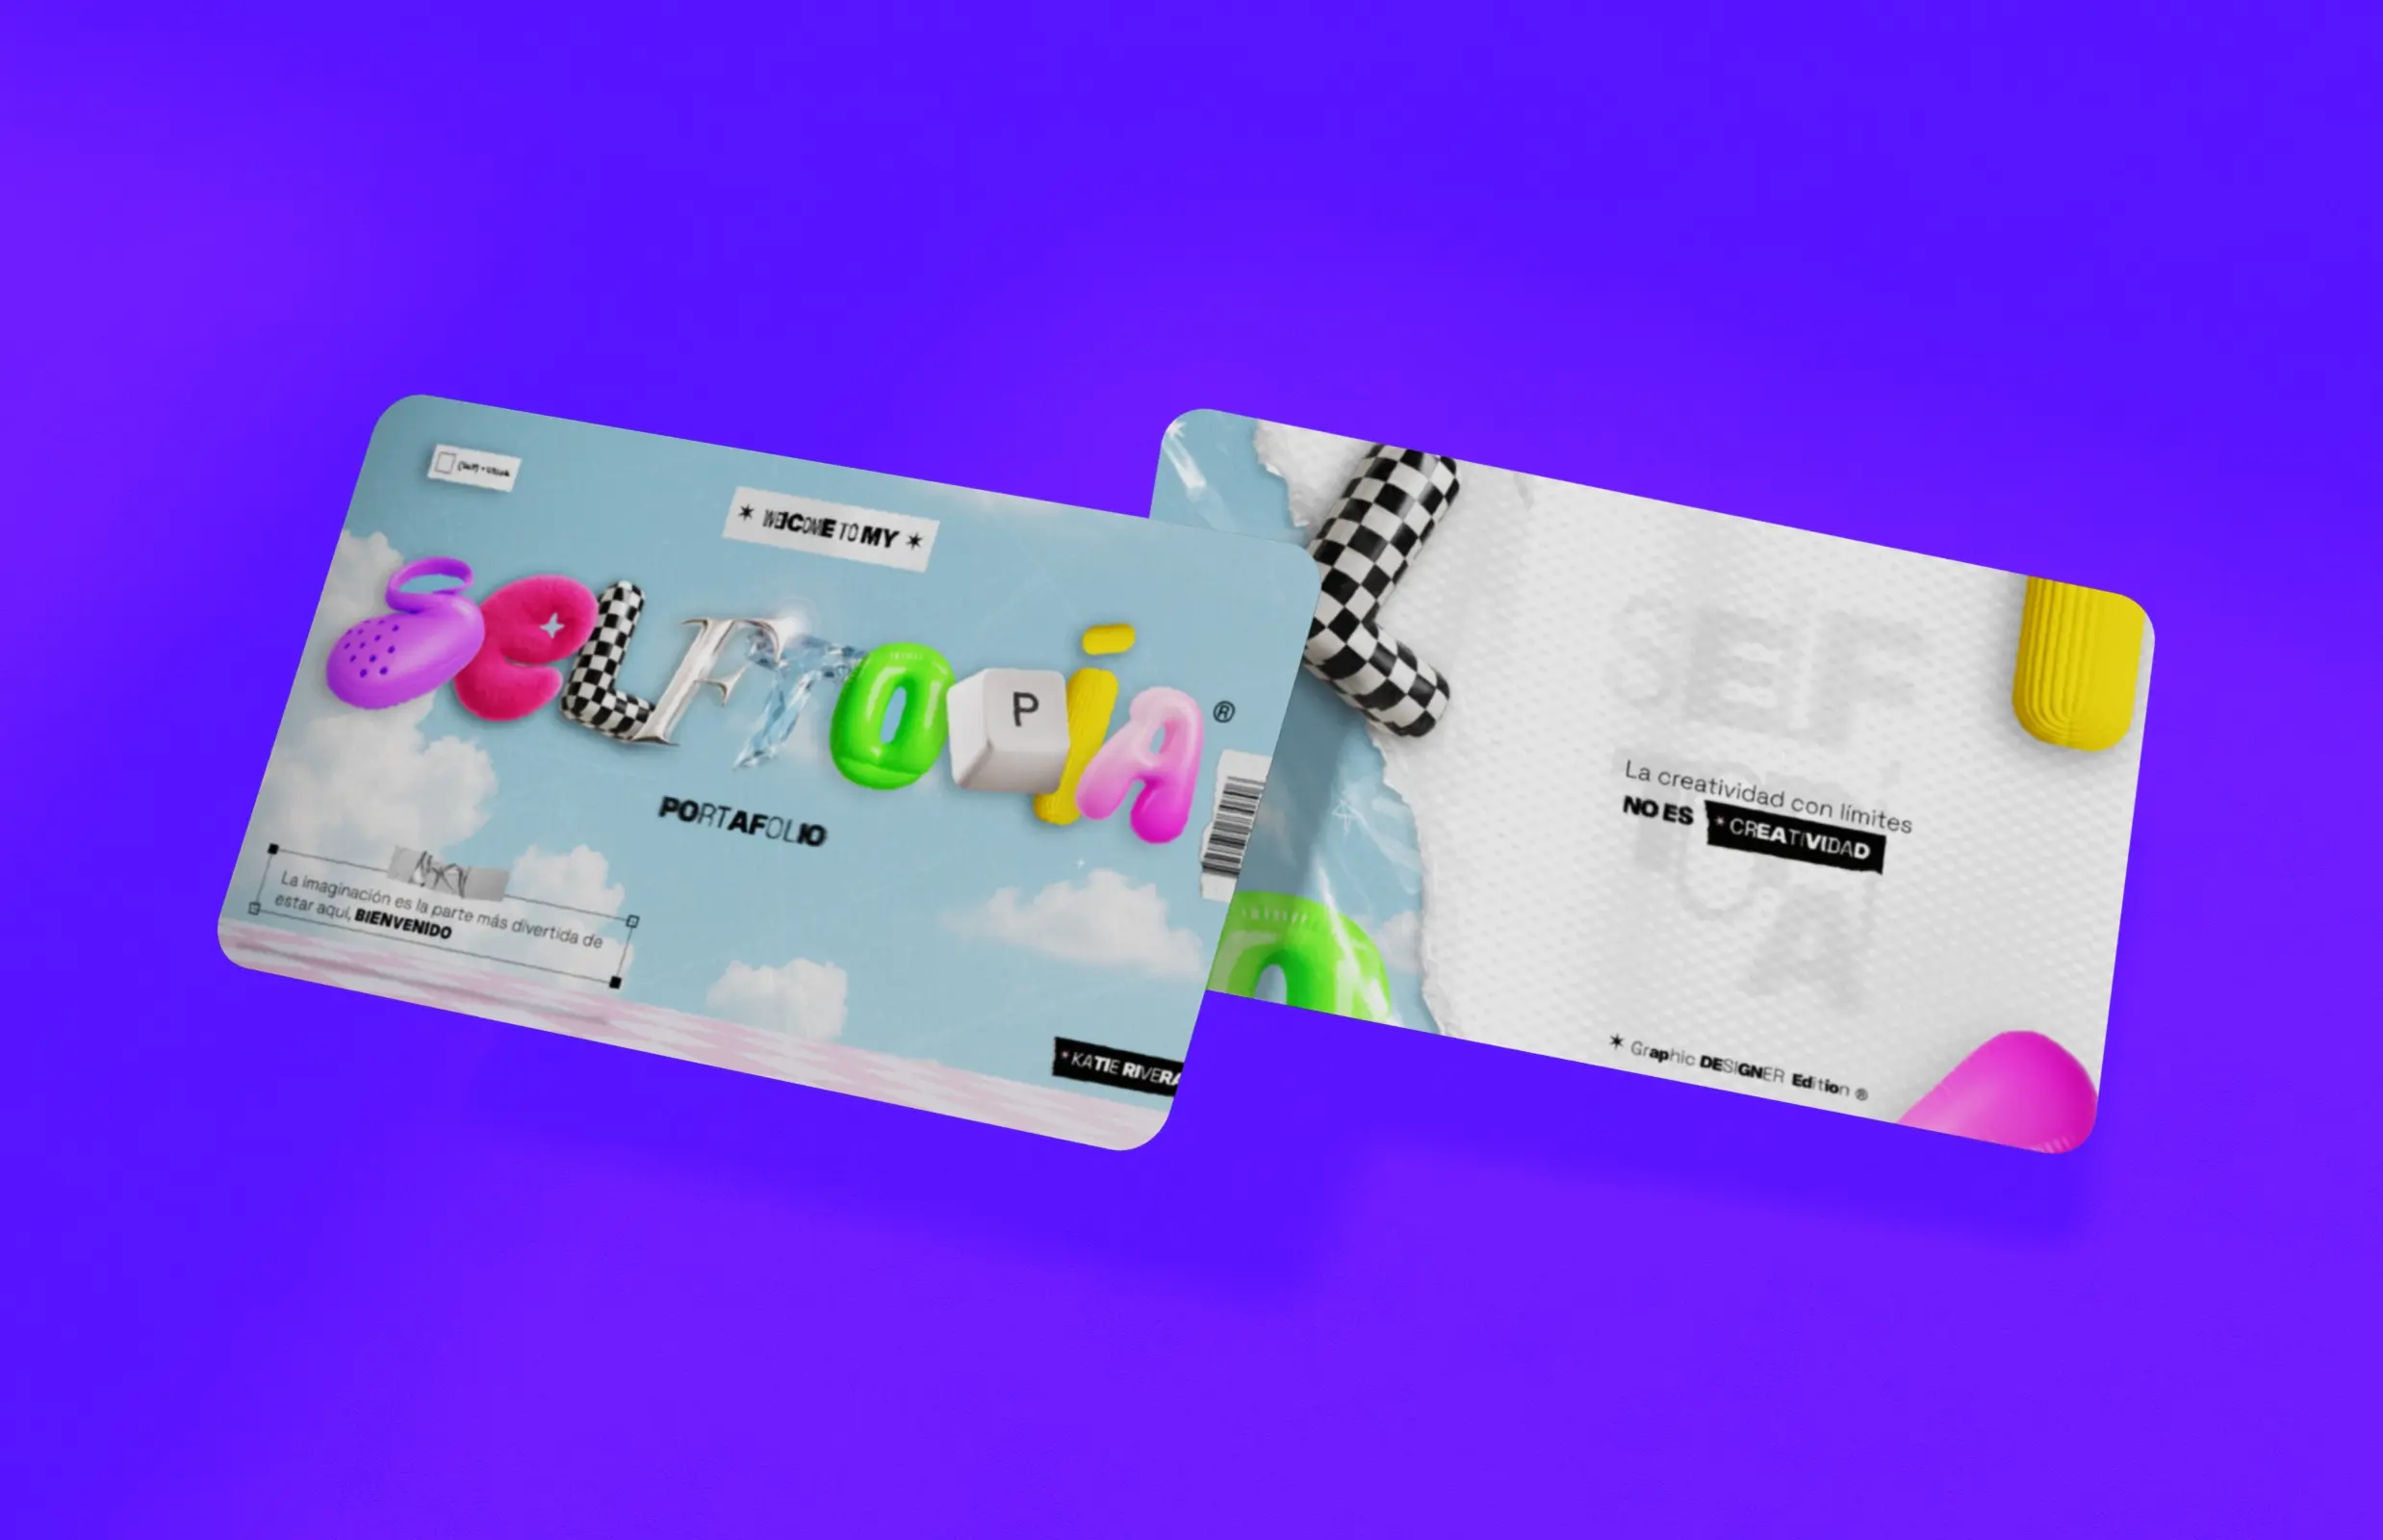 * WElCOME TO MY *
SELFTOPIA ®
PORTAFOLIO
La imaginación es la parte más divertida de
estar aquí, BIENVENIDO
* KATIE RIVERA
La creatividad con límites
NO ES * CREATIVIDAD
* Graphic DESIGNER Edition ®